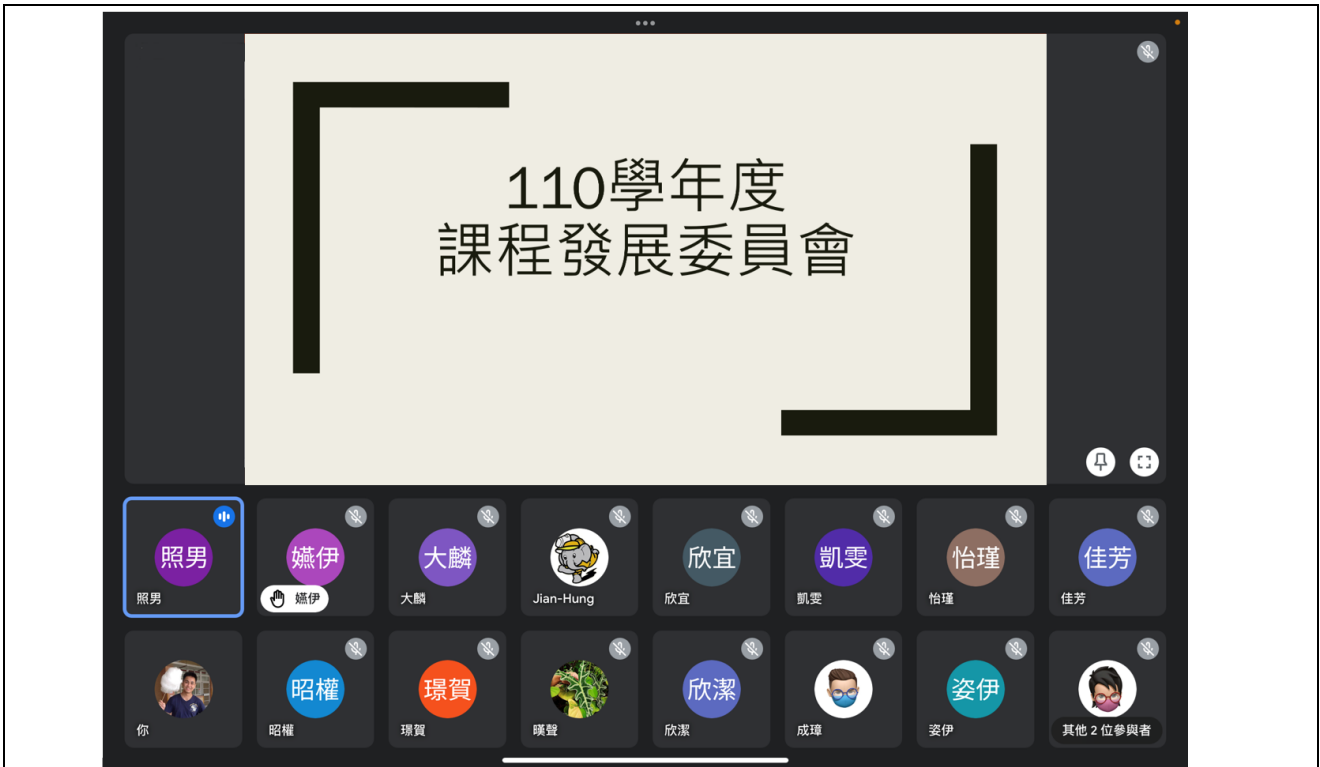 110學年度
課程發展委員會
照男
照男
嬿伊
嬿伊
大麟
大麟
Jian-Hung
欣宜
欣宜
凱雯
凱雯
怡瑾
怡瑾
佳芳
佳芳
你
昭權
昭權
璟賀
璟賀
暵聲
欣潔
欣潔
成璋
姿伊
姿伊
其他 2 位參與者